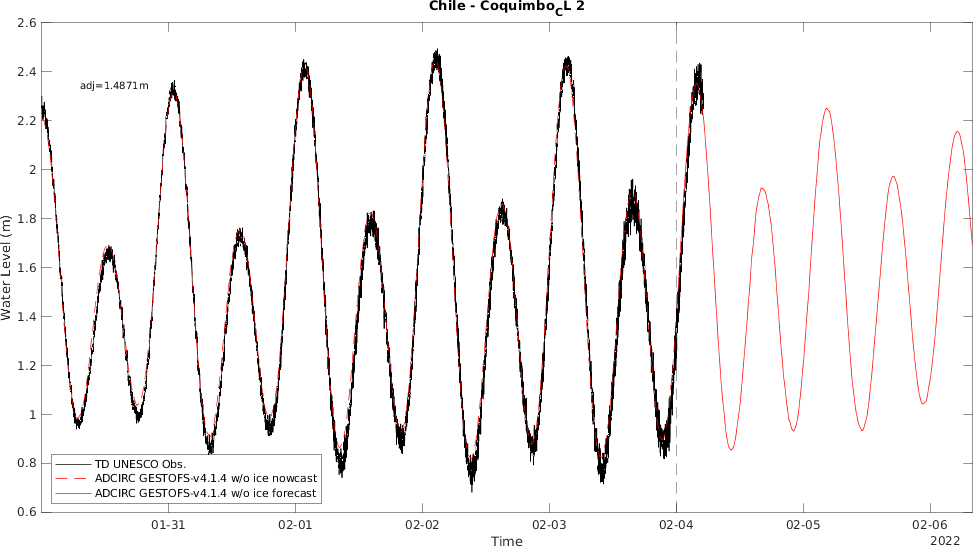 Chile - CoquimboCL 2
2.6
2.4
2.2
2
1.8
1.6
1.4
1.2
1
0.8
0.6
Water Level (m)
adj=1.4871m
TD UNESCO Obs.
ADCIRC GESTOFS-v4.1.4 w/o ice nowcast
ADCIRC GESTOFS-v4.1.4 w/o ice forecast
01-31 02-01 02-02 02-03 02-04 02-05 02-06
Time
2022